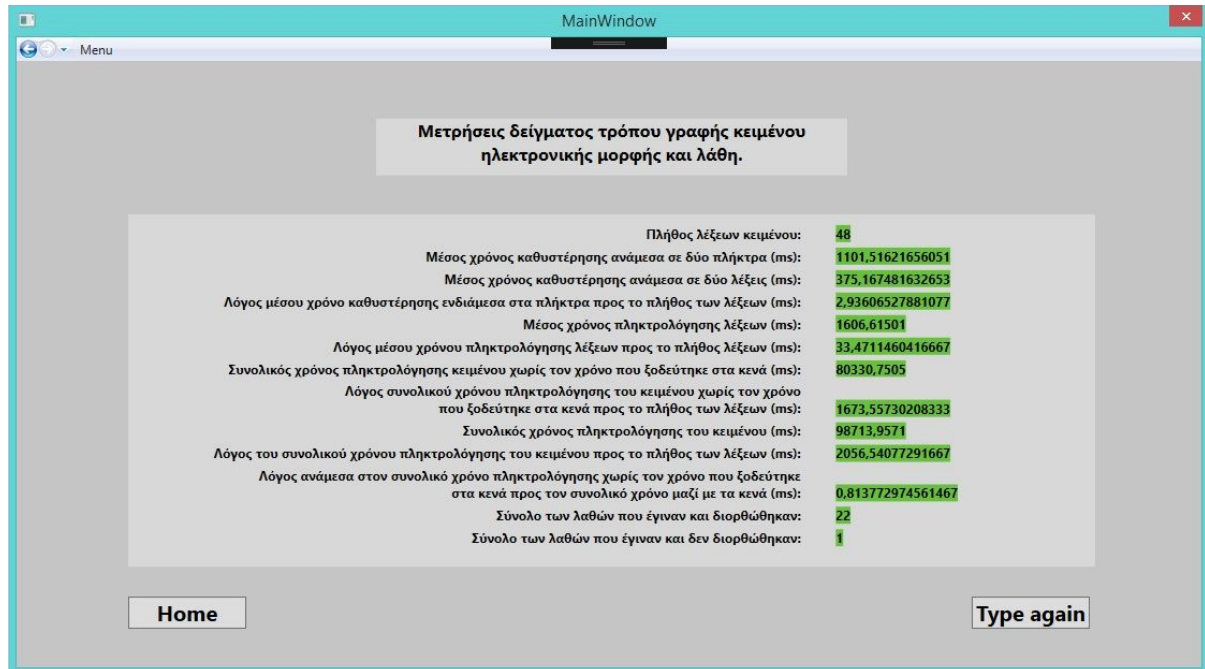 MainWindow
Menu
Μετρήσεις δείγματος τρόπου γραφής κειμένου
ηλεκτρονικής μορφής και λάθη.
Πλήθος λέξεων κειμένου: 48
Μέσος χρόνος καθυστέρησης ανάμεσα σε δύο πλήκτρα (ms): 1101,51621656051
Μέσος χρόνος καθυστέρησης ανάμεσα σε δύο λέξεις (ms): 375,167481632653
Λόγος μέσου χρόνο καθυστέρησης ενδιάμεσα στα πλήκτρα προς το πλήθος των λέξεων (ms): 2,93606527881077
Μέσος χρόνος πληκτρολόγησης λέξεων (ms): 1606,61501
Λόγος μέσου χρόνου πληκτρολόγησης λέξεων προς το πλήθος λέξεων (ms): 33,4711460416667
Συνολικός χρόνος πληκτρολόγησης κειμένου χωρίς τον χρόνο που ξοδεύτηκε στα κενά (ms): 80330,7505
Λόγος συνολικού χρόνου πληκτρολόγησης του κειμένου χωρίς τον χρόνο
που ξοδεύτηκε στα κενά προς το πλήθος των λέξεων (ms): 1673,55730208333
Συνολικός χρόνος πληκτρολόγησης του κειμένου (ms): 98713,9571
Λόγος του συνολικού χρόνου πληκτρολόγησης του κειμένου προς το πλήθος των λέξεων (ms): 2056,54077291667
Λόγος ανάμεσα στον συνολικό χρόνο πληκτρολόγησης χωρίς τον χρόνο που ξοδεύτηκε
στα κενά προς τον συνολικό χρόνο μαζί με τα κενά (ms): 0,813772974561467
Σύνολο των λαθών που έγιναν και διορθώθηκαν: 22
Σύνολο των λαθών που έγιναν και δεν διορθώθηκαν: 1
Home
Type again